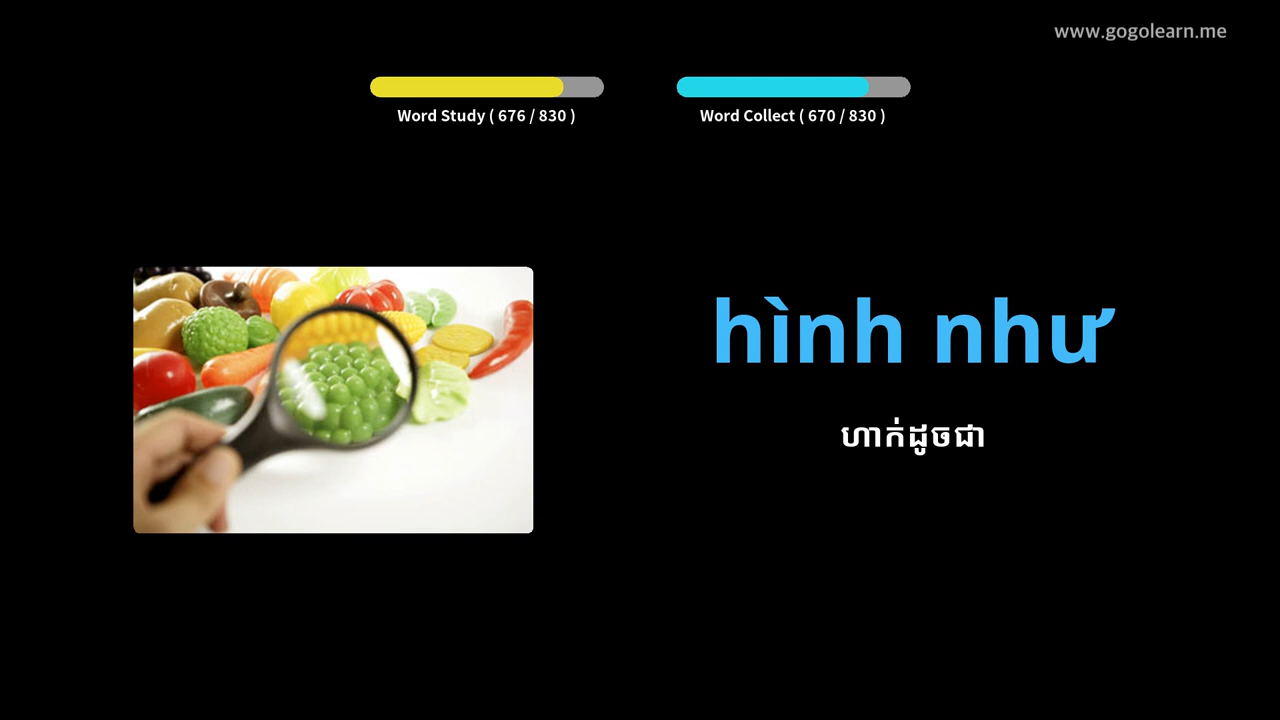 www.gogolearn.me
Word Study ( 676 / 830 )
Word Collect ( 670 / 830 )
hình như
ហាក់ដូចជា